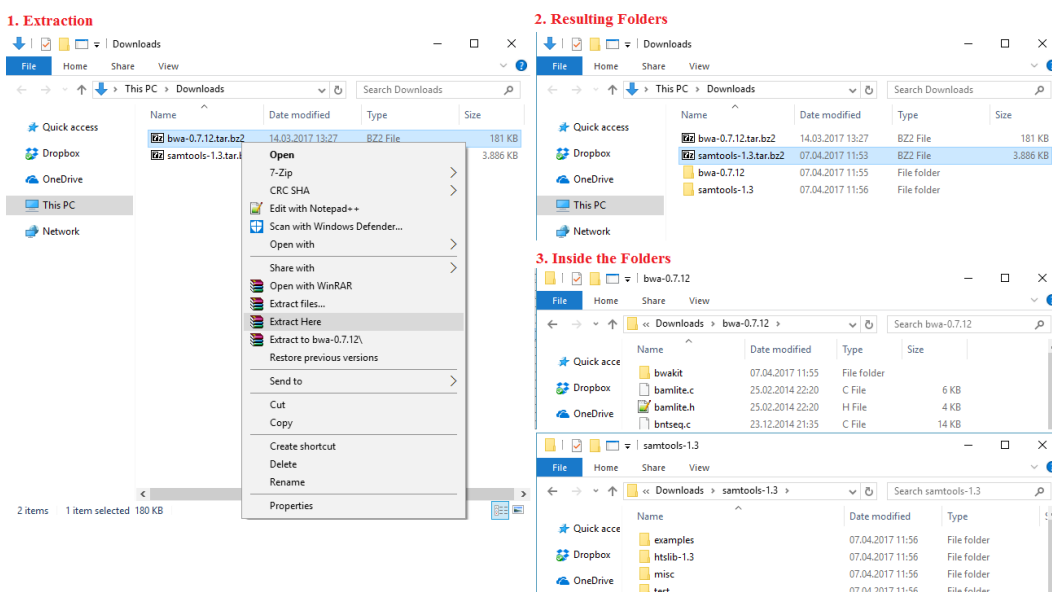 1. Extraction
Downloads
File Home Share View
This PC > Downloads
Search Downloads
Name Date modified Type Size
Quick access
Dropbox
OneDrive
This PC
Network
bwa-0.7.12.tar.bz2 14.03.2017 13:27 BZ2 File 181 KB
samtools-1.3.tar. 3.886 KB
Open
7-Zip
CRC SHA
Edit with Notepad++
Scan with Windows Defender...
Open with
Share with
Open with WinRAR
Extract files...
Extract Here
Extract to bwa-0.7.12\
Restore previous versions
Send to
Cut
Copy
Create shortcut
Delete
Rename
Properties
2 items 1 item selected 180 KB
2. Resulting Folders
Downloads
File Home Share View
This PC > Downloads
Search Downloads
Name Date modified Type Size
Quick access
Dropbox
OneDrive
This PC
Network
bwa-0.7.12.tar.bz2 14.03.2017 13:27 BZ2 File 181 KB
samtools-1.3.tar.bz2 07.04.2017 11:53 BZ2 File 3.886 KB
bwa-0.7.12 07.04.2017 11:55 File folder
samtools-1.3 07.04.2017 11:56 File folder
3. Inside the Folders
bwa-0.7.12
File Home Share View
« Downloads > bwa-0.7.12 >
Search bwa-0.7.12
Name Date modified Type Size
Quick acce
Dropbox
OneDrive
bwakit 07.04.2017 11:55 File folder
bamlite.c 25.02.2014 22:20 C File 6 KB
bamlite.h 25.02.2014 22:20 H File 4 KB
bntseq.c 23.12.2014 21:35 C File 14 KB
samtools-1.3
File Home Share View
« Downloads > samtools-1.3 >
Search samtools-1.3
Name Date modified Type
Quick acce
Dropbox
OneDrive
examples 07.04.2017 11:56 File folder
htslib-1.3 07.04.2017 11:56 File folder
misc 07.04.2017 11:56 File folder
test 07.04.2017 11:56 File folder